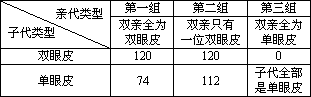 亲代类型
子代类型
第一组 第二组 第三组
双亲全为双眼皮 双亲只有一位双眼皮 双亲全为单眼皮
双眼皮 120 120 0
单眼皮 74 112 子代全部是单眼皮